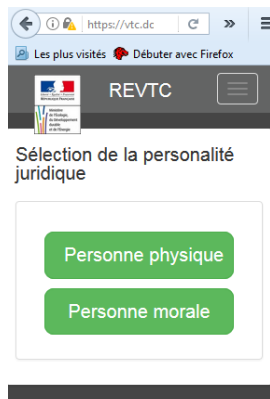 https://vtc.dc
Les plus visités Débuter avec Firefox
REVTC
Sélection de la personalité
juridique
Personne physique
Personne morale